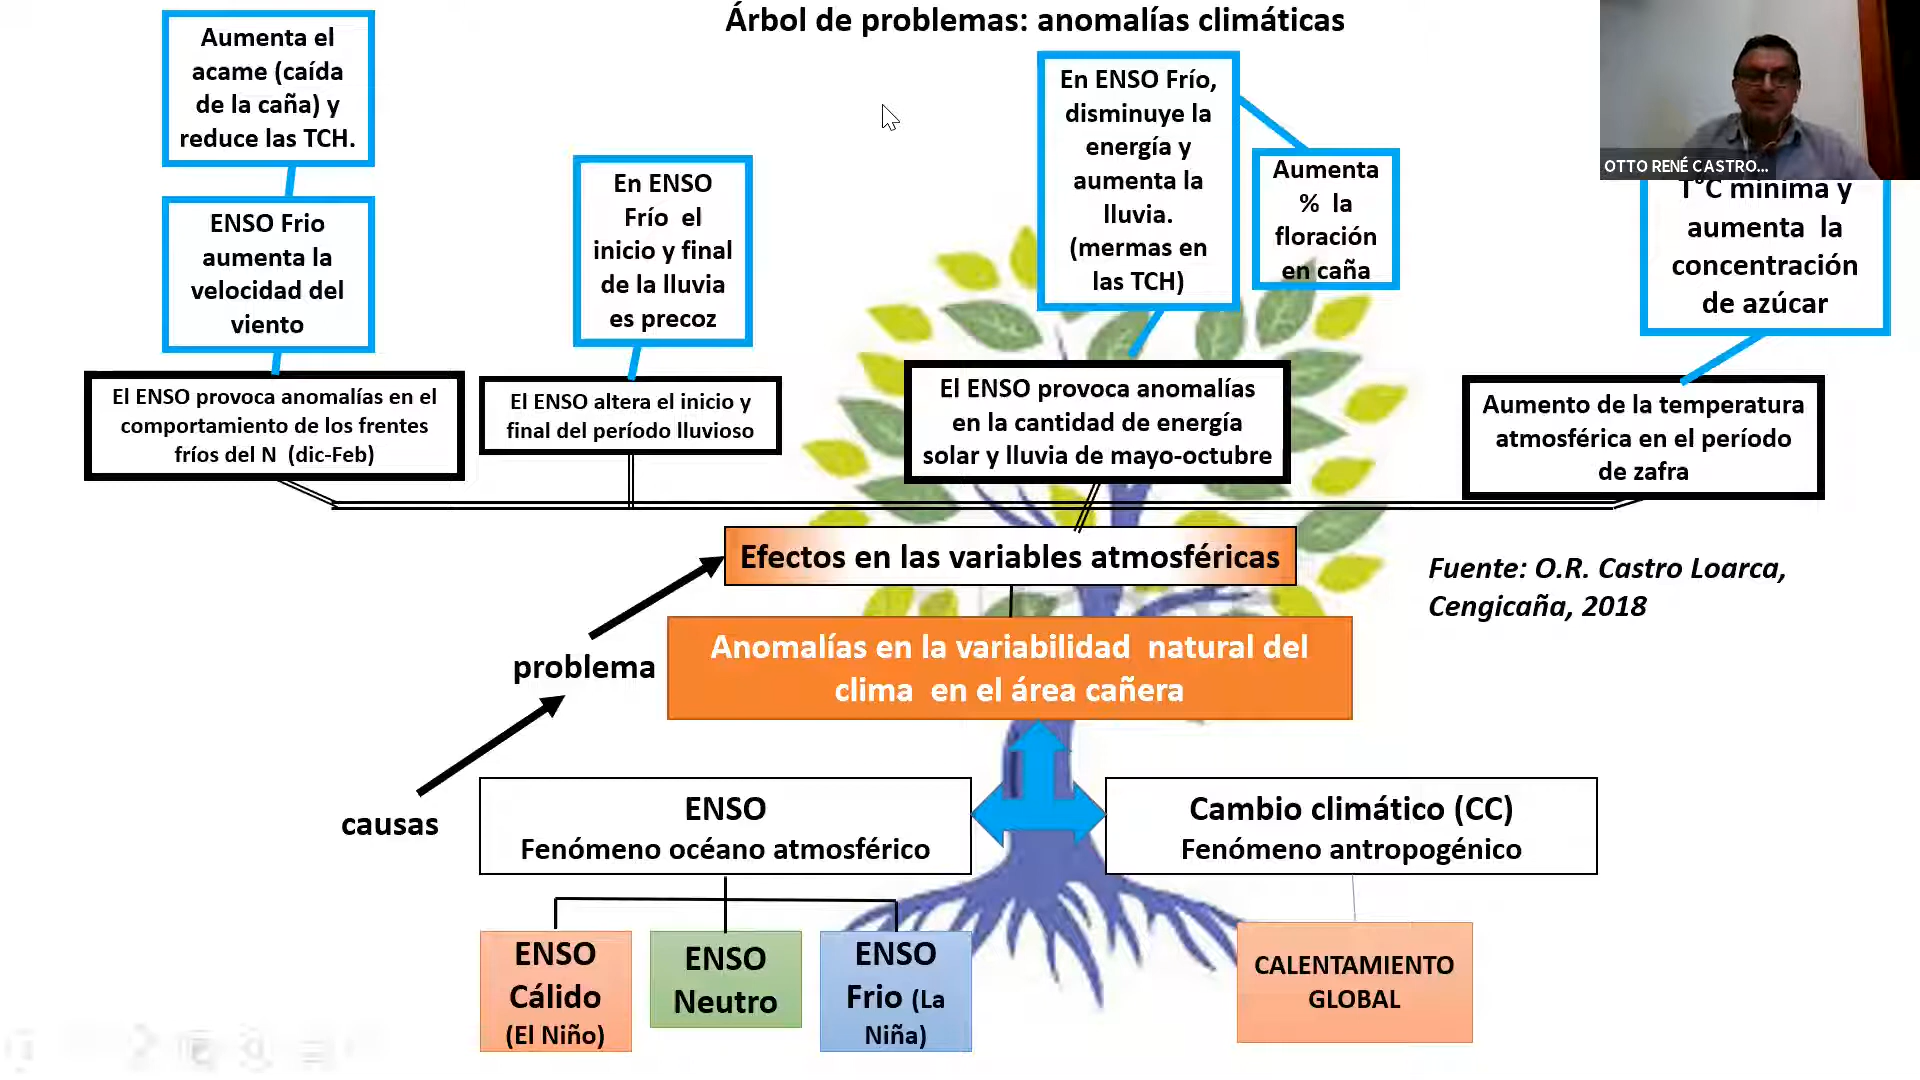 Árbol de problemas: anomalías climáticas
Aumenta el
acame (caída
de la caña) y
reduce las TCH.
ENSO Frio
aumenta la
velocidad del
viento
En ENSO
Frío  el
inicio y final
de la lluvia
es precoz
En ENSO Frío,
disminuye la
energía y
aumenta la
lluvia.
(mermas en
las TCH)
Aumenta
%  la
floración
en caña
OTTO RENÉ CASTRO...
T°C mínima y
aumenta  la
concentración
de azúcar
El ENSO provoca anomalías en el
comportamiento de los frentes
fríos del N  (dic-Feb)
El ENSO altera el inicio y
final del período lluvioso
El ENSO provoca anomalías
en la cantidad de energía
solar y lluvia de mayo-octubre
Aumento de la temperatura
atmosférica en el período
de zafra
Efectos en las variables atmosféricas
Fuente: O.R. Castro Loarca,
Cengicaña, 2018
problema
Anomalías en la variabilidad  natural del
clima  en el área cañera
causas
ENSO
Fenómeno océano atmosférico
Cambio climático (CC)
Fenómeno antropogénico
ENSO
Cálido
(El Niño)
ENSO
Neutro
ENSO
Frio (La
Niña)
CALENTAMIENTO
GLOBAL